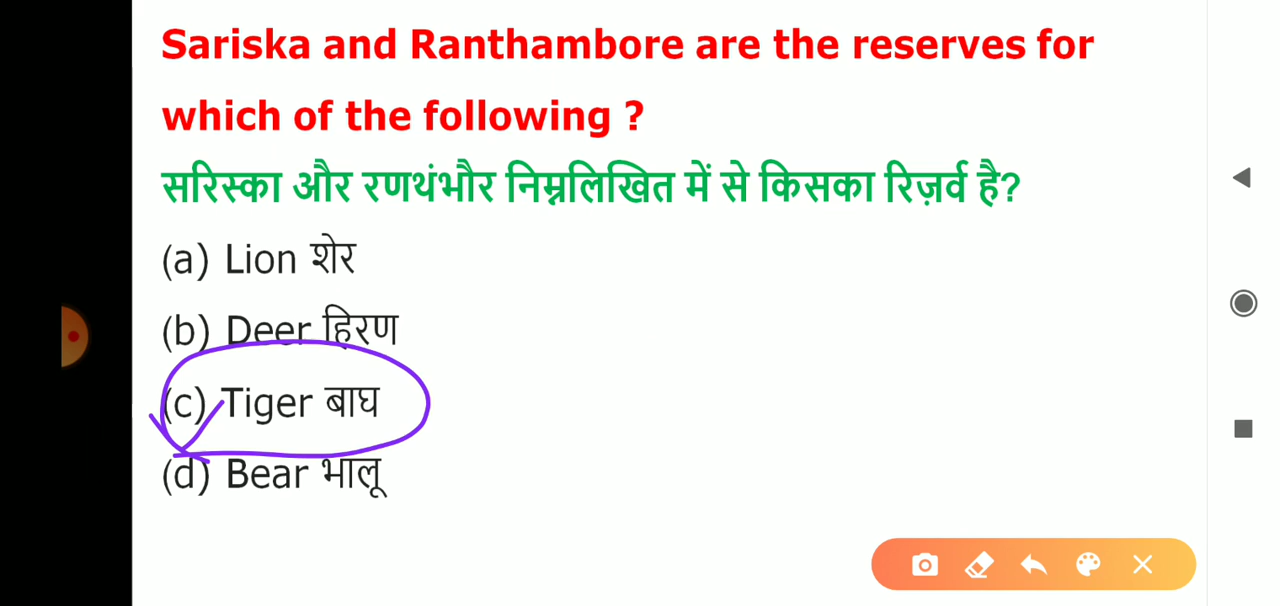 Sariska and Ranthambore are the reserves for
which of the following ?
सरिस्का और रणथंभौर निम्नलिखित में से किसका रिज़र्व है?
(a) Lion शेर
(b) Deer हिरण
(c) Tiger बाघ
(d) Bear भालू